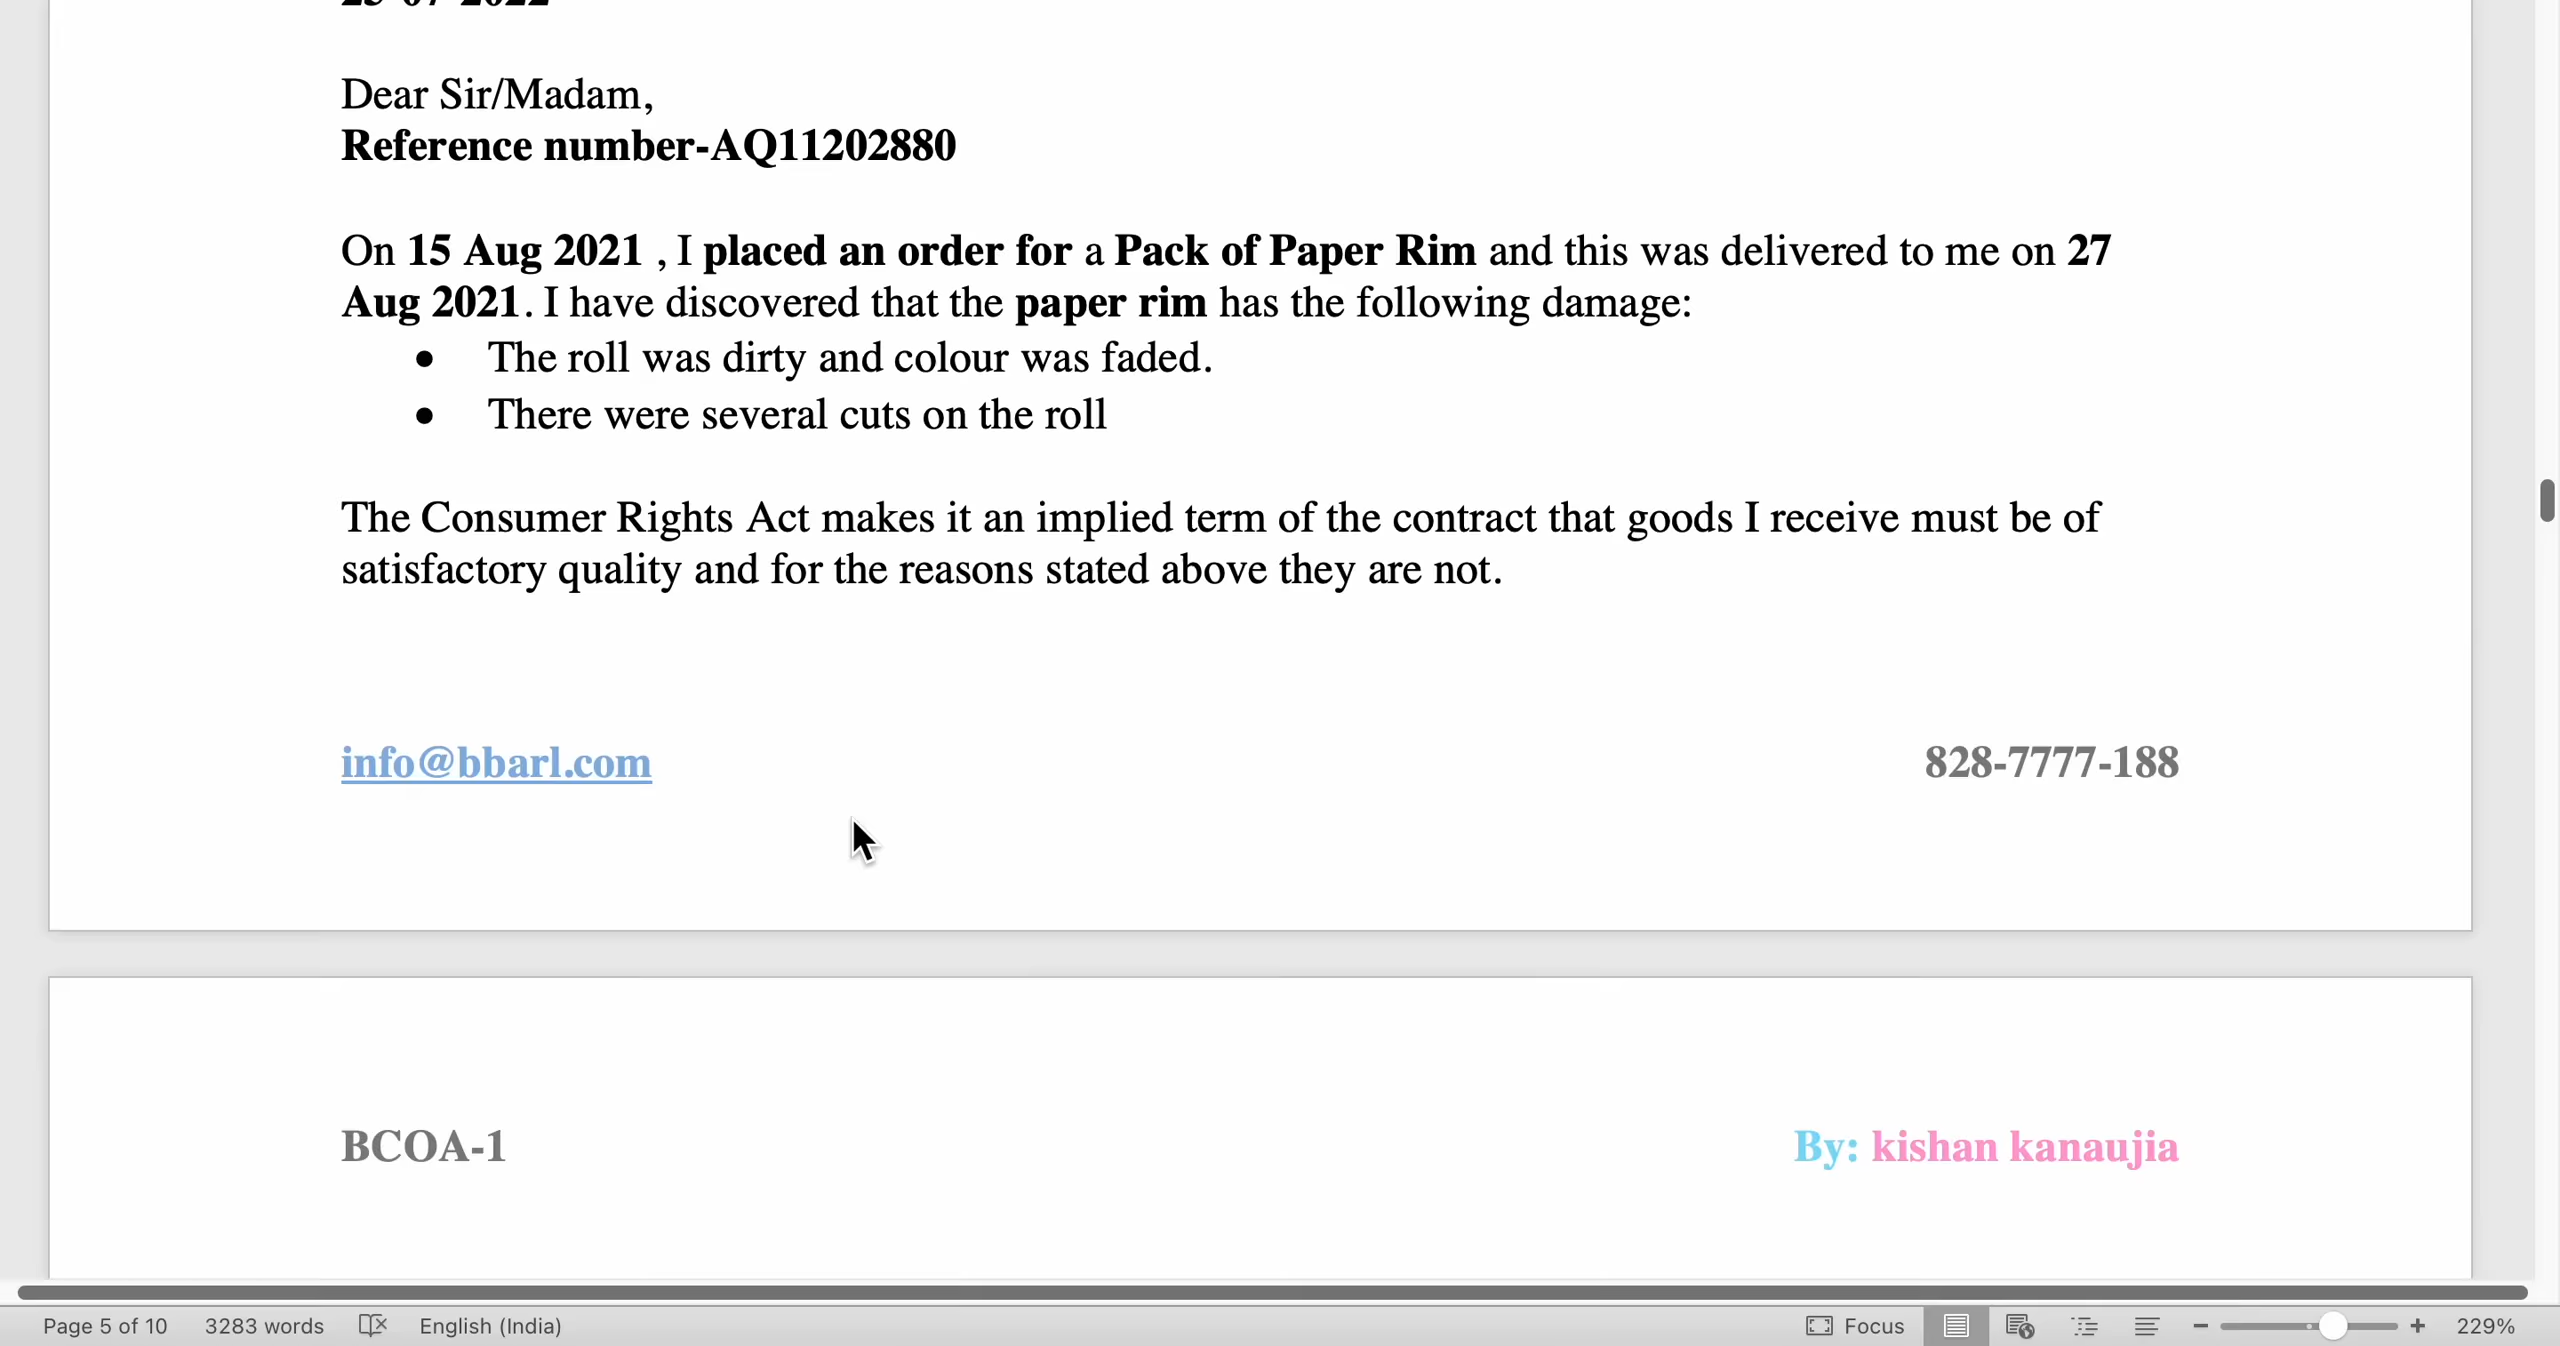 25-07-2022
Dear Sir/Madam,
Reference number-AQ11202880
On 15 Aug 2021 , I placed an order for a Pack of Paper Rim and this was delivered to me on 27
Aug 2021. I have discovered that the paper rim has the following damage:
• The roll was dirty and colour was faded.
• There were several cuts on the roll
The Consumer Rights Act makes it an implied term of the contract that goods I receive must be of
satisfactory quality and for the reasons stated above they are not.
info@bbarl.com 828-7777-188
BCOA-1 By: kishan kanaujia
Page 5 of 10 3283 words English (India) Focus 229%